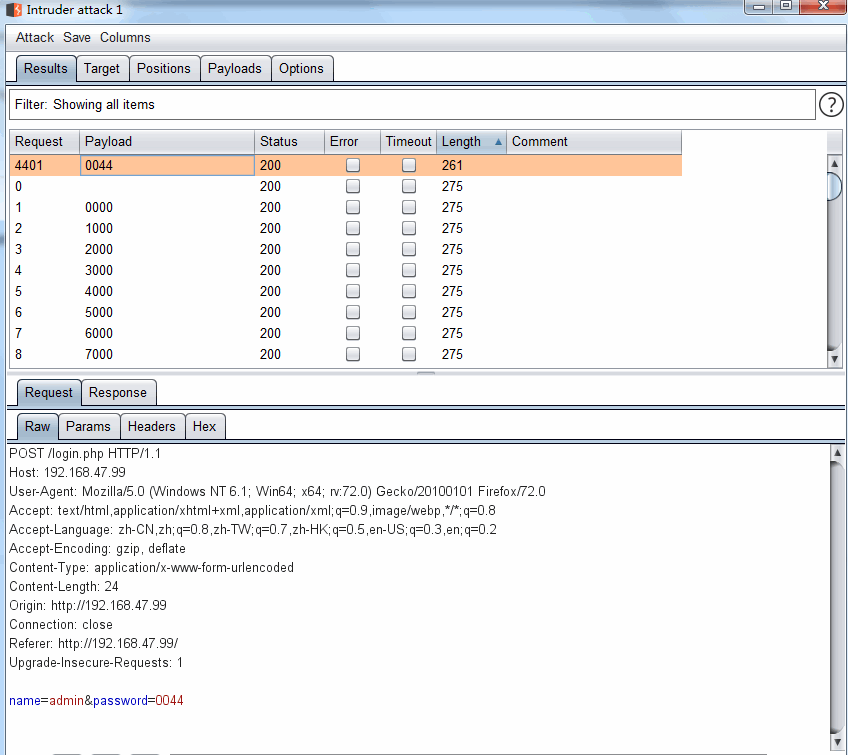 Intruder attack 1
Attack Save Columns
Results Target Positions Payloads Options
Filter: Showing all items ?
Request Payload Status Error Timeout Length ▲ Comment
4401 0044 200 261
0 200 275
1 0000 200 275
2 1000 200 275
3 2000 200 275
4 3000 200 275
5 4000 200 275
6 5000 200 275
7 6000 200 275
8 7000 200 275
Request Response
Raw Params Headers Hex
POST /login.php HTTP/1.1
Host: 192.168.47.99
User-Agent: Mozilla/5.0 (Windows NT 6.1; Win64; x64; rv:72.0) Gecko/20100101 Firefox/72.0
Accept: text/html,application/xhtml+xml,application/xml;q=0.9,image/webp,*/*;q=0.8
Accept-Language: zh-CN,zh;q=0.8,zh-TW;q=0.7,zh-HK;q=0.5,en-US;q=0.3,en;q=0.2
Accept-Encoding: gzip, deflate
Content-Type: application/x-www-form-urlencoded
Content-Length: 24
Origin: http://192.168.47.99
Connection: close
Referer: http://192.168.47.99/
Upgrade-Insecure-Requests: 1
name=admin&password=0044